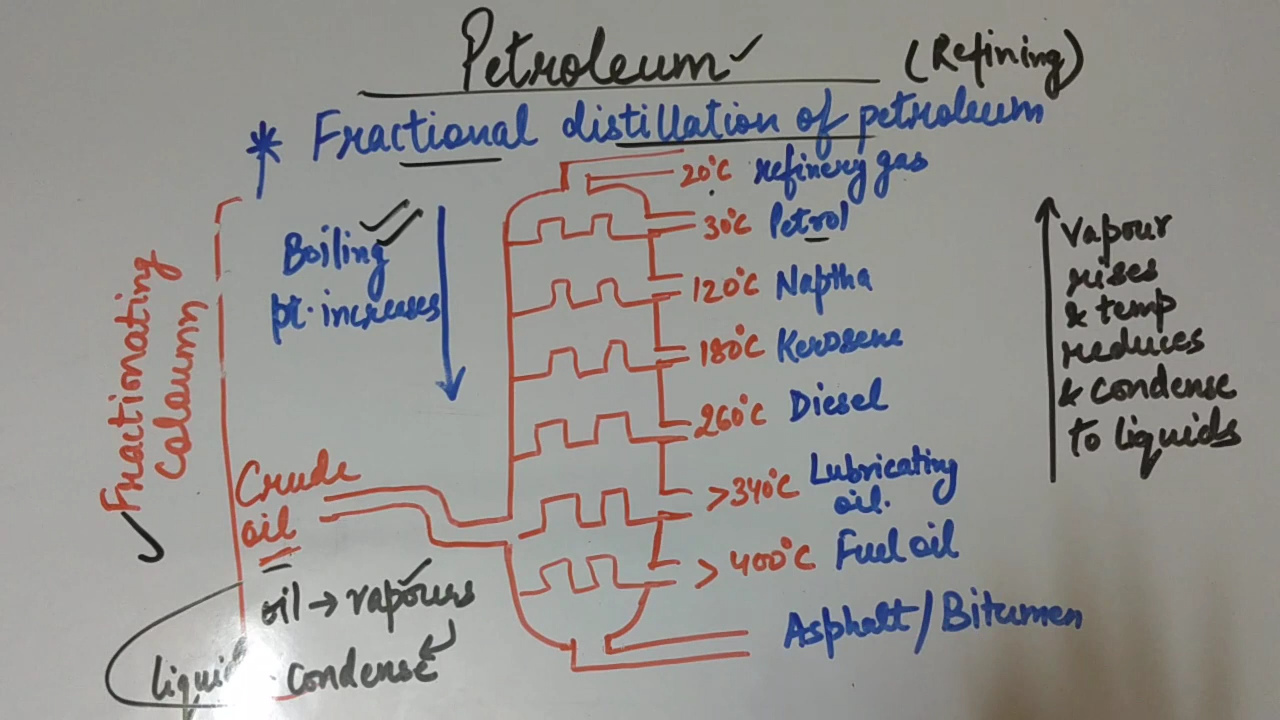 Petroleum (Refining)
* Fractional distillation of petroleum
20°C refinery gas
30°C Petrol
120°C Naptha
180°C Kerosene
260°C Diesel
>340°C Lubricating
oil.
>400°C Fuel oil
Asphalt/Bitumen
Boiling
pt. increases
Fractionating
Column
Crude
oil
oil → vapours
condense
liquid
vapour
rises
& temp
reduces
& condense
to liquids